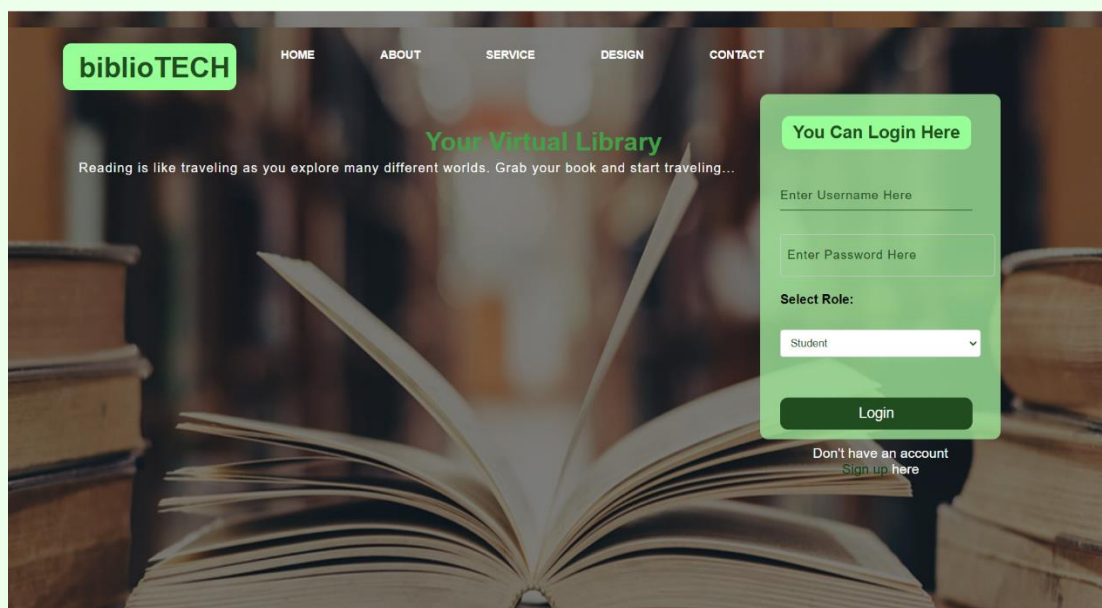 biblioTECH
HOME
ABOUT
SERVICE
DESIGN
CONTACT
Your Virtual Library
Reading is like traveling as you explore many different worlds. Grab your book and start traveling...
You Can Login Here
Enter Username Here
Enter Password Here
Select Role:
Student
Login
Don't have an account
Sign up here